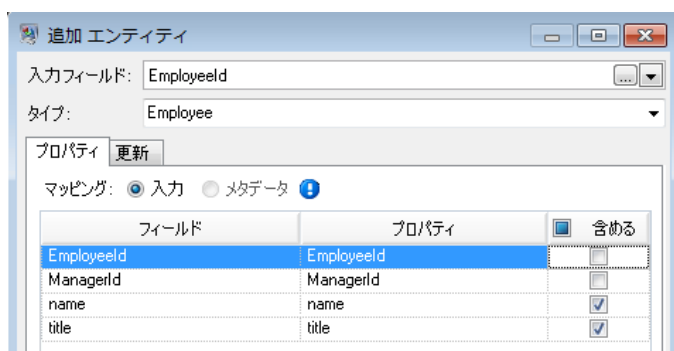 追加 エンティティ
入力フィールド: EmployeeId ...
タイプ: Employee
プロパティ 更新
マッピング: 入力 メタデータ
フィールド プロパティ 含める
EmployeeId EmployeeId
ManagerId ManagerId
name name
title title